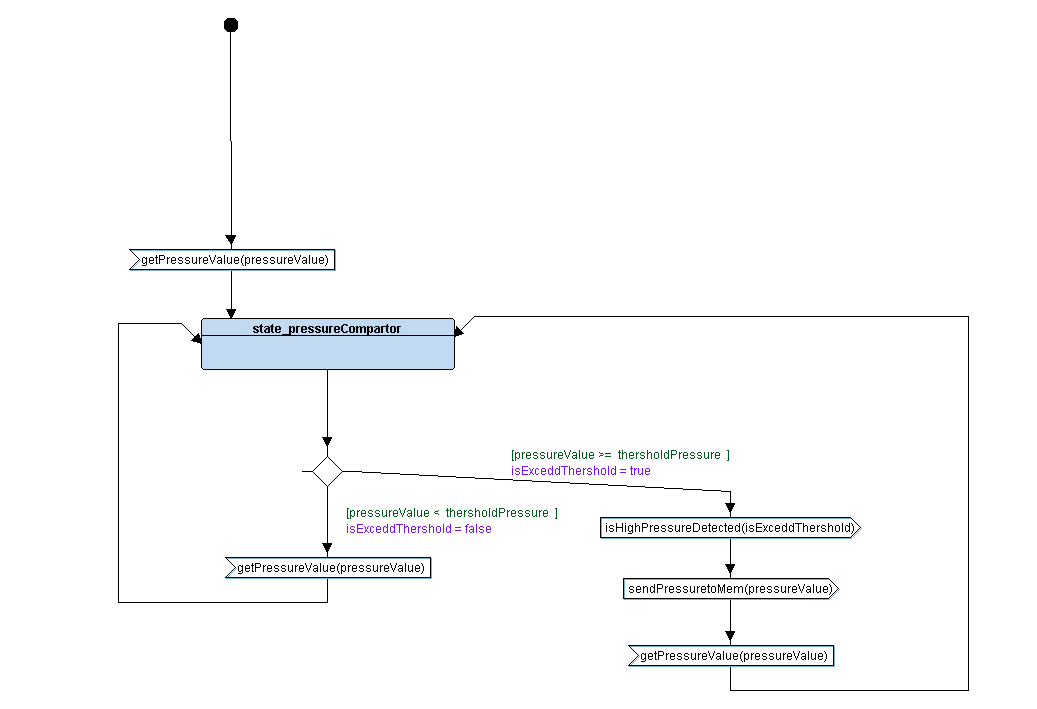 getPressureValue(pressureValue)
state_pressureCompartor
[pressureValue >= thersholdPressure ]
isExceddThershold = true
[pressureValue < thersholdPressure ]
isExceddThershold = false
isHighPressureDetected(isExceddThershold)
getPressureValue(pressureValue)
sendPressuretoMem(pressureValue)
getPressureValue(pressureValue)